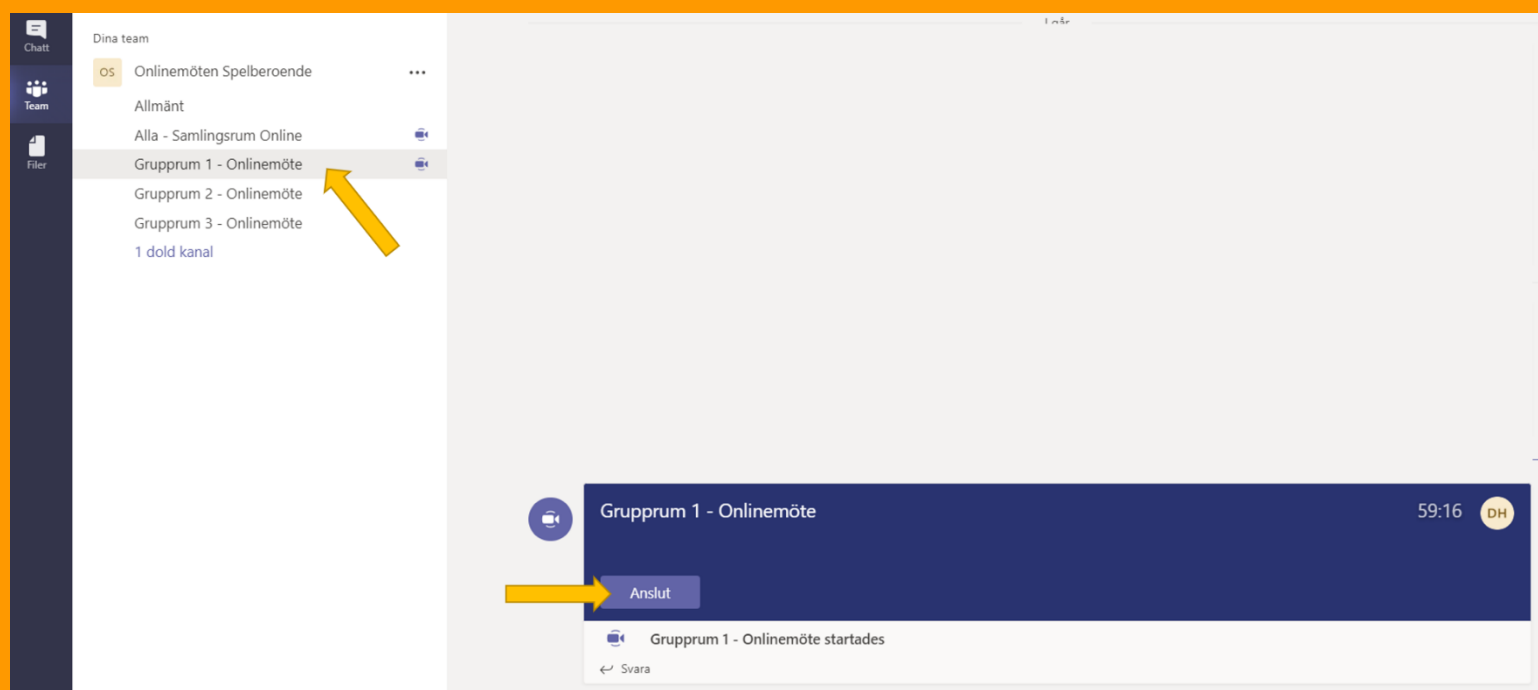 Chatt
Team
Filer
Dina team
OS Onlinemöten Spelberoende ...
Allmänt
Alla - Samlingsrum Online
Grupprum 1 - Onlinemöte
Grupprum 2 - Onlinemöte
Grupprum 3 - Onlinemöte
1 dold kanal
I går
Grupprum 1 - Onlinemöte 59:16 DH
Anslut
Grupprum 1 - Onlinemöte startades
Svara